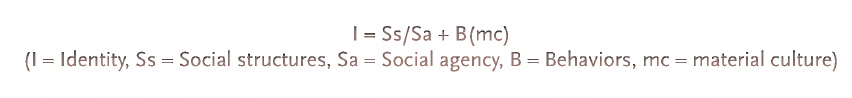 I = Ss/Sa + B(mc)
(I = Identity, Ss = Social structures, Sa = Social agency, B = Behaviors, mc = material culture)